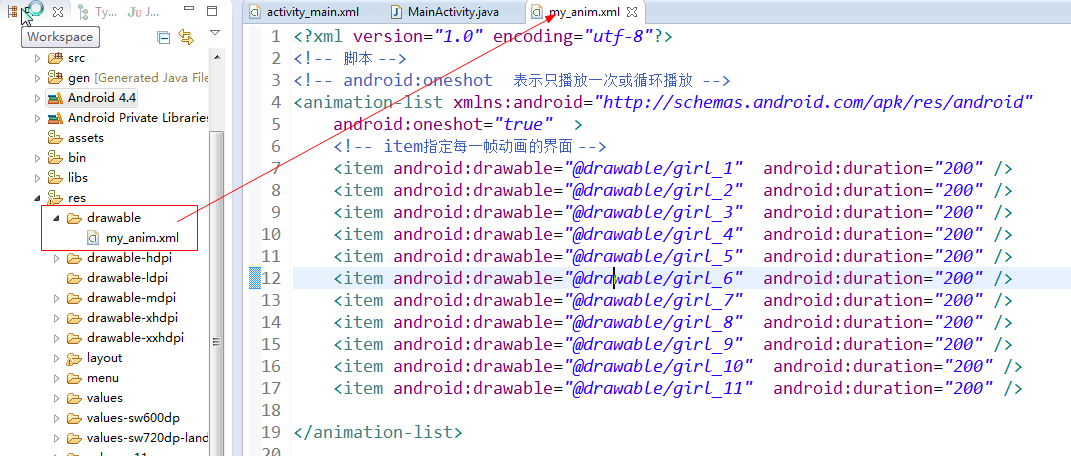 Ty... Ju...
Workspace
src
gen [Generated Java File
Android 4.4
Android Private Libraries
assets
bin
libs
res
drawable
my_anim.xml
drawable-hdpi
drawable-ldpi
drawable-mdpi
drawable-xhdpi
drawable-xxhdpi
layout
menu
values
values-sw600dp
values-sw720dp-land
activity_main.xml MainActivity.java my_anim.xml
1 <?xml version="1.0" encoding="utf-8"?>
2 <!-- 脚本 -->
3 <!-- android:oneshot 表示只播放一次或循环播放 -->
4 <animation-list xmlns:android="http://schemas.android.com/apk/res/android"
5 android:oneshot="true" >
6 <!-- item指定每一帧动画的界面 -->
7 <item android:drawable="@drawable/girl_1" android:duration="200" />
8 <item android:drawable="@drawable/girl_2" android:duration="200" />
9 <item android:drawable="@drawable/girl_3" android:duration="200" />
10 <item android:drawable="@drawable/girl_4" android:duration="200" />
11 <item android:drawable="@drawable/girl_5" android:duration="200" />
12 <item android:drawable="@drawable/girl_6" android:duration="200" />
13 <item android:drawable="@drawable/girl_7" android:duration="200" />
14 <item android:drawable="@drawable/girl_8" android:duration="200" />
15 <item android:drawable="@drawable/girl_9" android:duration="200" />
16 <item android:drawable="@drawable/girl_10" android:duration="200" />
17 <item android:drawable="@drawable/girl_11" android:duration="200" />
18
19 </animation-list>
20